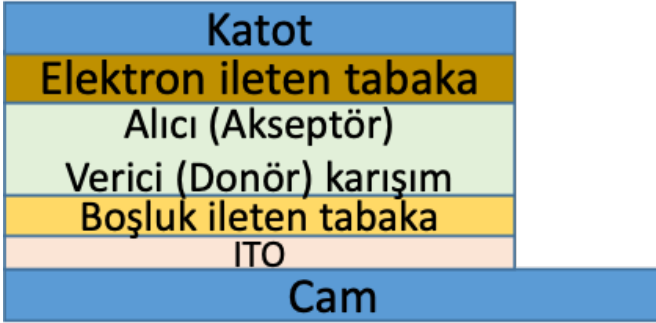 Katot
Elektron ileten tabaka
Alıcı (Akseptör)
Verici (Donör) karışım
Boşluk ileten tabaka
ITO
Cam